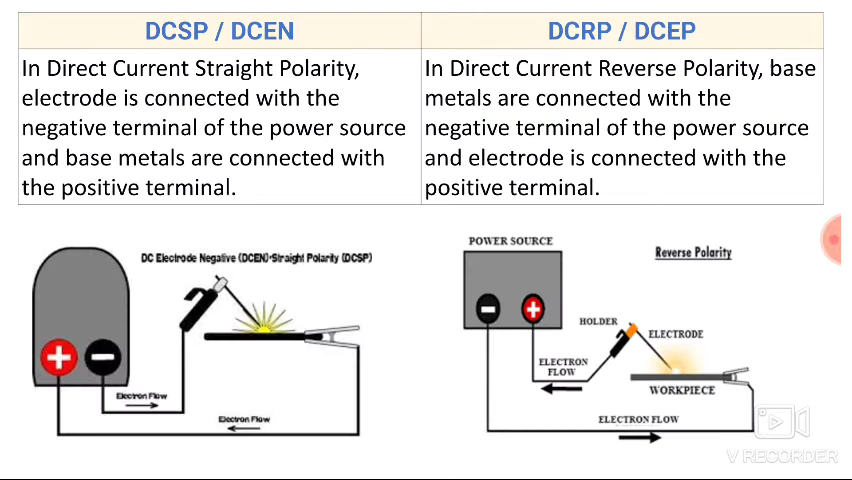 DCSP / DCEN
In Direct Current Straight Polarity,
electrode is connected with the
negative terminal of the power source
and base metals are connected with
the positive terminal.
DCRP / DCEP
In Direct Current Reverse Polarity, base
metals are connected with the
negative terminal of the power source
and electrode is connected with the
positive terminal.
DC Electrode Negative (DCEN)-Straight Polarity (DCSP)
Electron Flow
Electron Flow
POWER SOURCE
Reverse Polarity
HOLDER
ELECTRODE
ELECTRON
FLOW
WORKPIECE
ELECTRON FLOW
V RECORDER